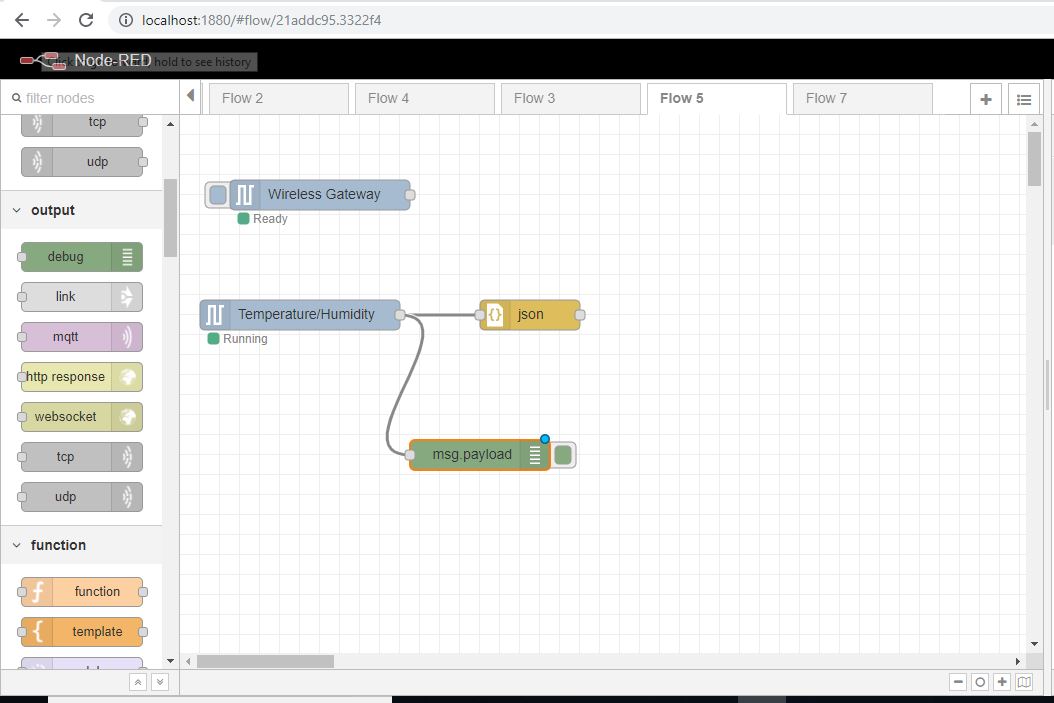 localhost:1880/#flow/21addc95.3322f4
Node-RED
hold to see history
filter nodes
Flow 2
Flow 4
Flow 3
Flow 5
Flow 7
tcp
udp
output
debug
link
mqtt
http response
websocket
tcp
udp
function
function
template
Wireless Gateway
Ready
Temperature/Humidity
Running
json
msg.payload